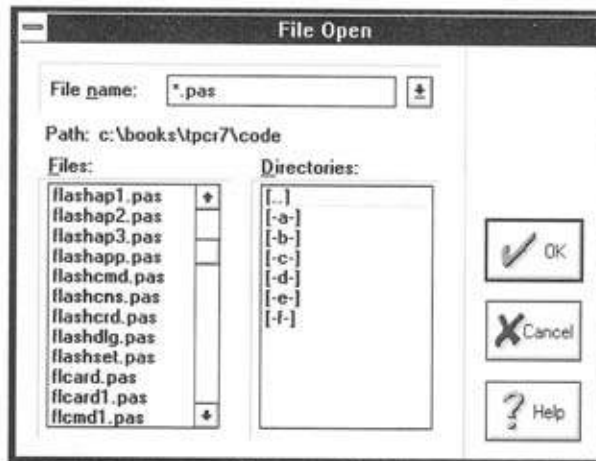 File Open
File name: *.pas
Path: c:\books\tpcr7\code
Files:
flashap1.pas
flashap2.pas
flashap3.pas
flashapp.pas
flashcmd.pas
flashcns.pas
flashcrd.pas
flashdlg.pas
flashset.pas
flcard.pas
flcard1.pas
flcmd1.pas
Directories:
[..]
[-a-]
[-b-]
[-c-]
[-d-]
[-e-]
[-f-]
OK
Cancel
? Help